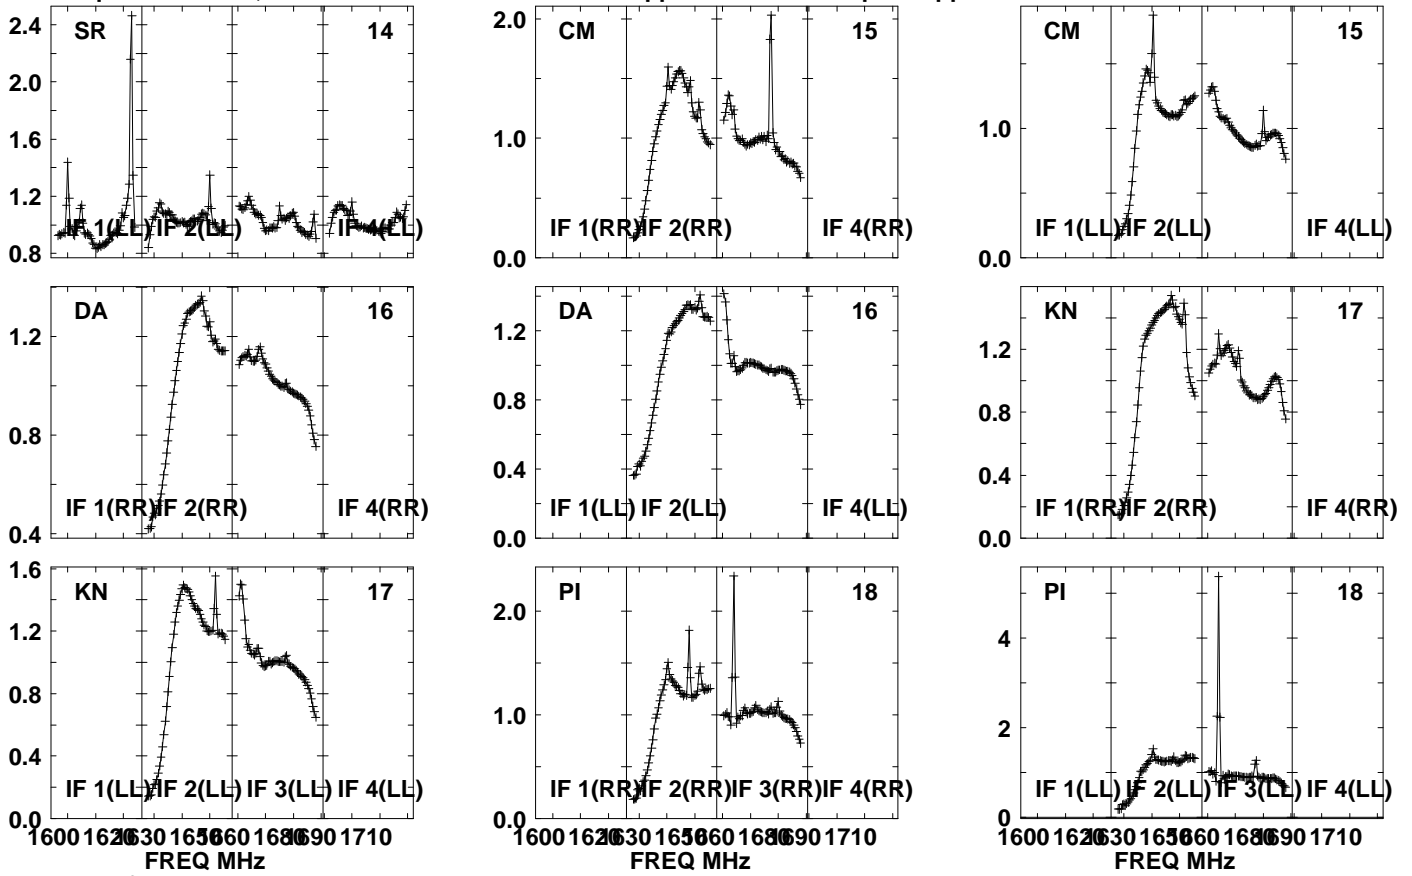 SR 14
2.4
2.0
1.6
1.2
0.8
IF 1(LL) IF 2(LL) IF 4(LL)
CM 15
2.0
1.0
0.0
IF 1(RR) IF 2(RR) IF 4(RR)
CM 15
1.0
0.0
IF 1(LL) IF 2(LL) IF 4(LL)
DA 16
1.2
0.8
0.4
IF 1(RR) IF 2(RR) IF 4(RR)
DA 16
1.2
0.8
0.4
0.0
IF 1(LL) IF 2(LL) IF 4(LL)
KN 17
1.2
0.8
0.4
0.0
IF 1(RR) IF 2(RR) IF 4(RR)
KN 17
1.6
1.2
0.8
0.4
0.0
IF 1(LL) IF 2(LL) IF 3(LL) IF 4(LL)
1600 1620 1630 1650 1660 1680 1690 1710
FREQ MHz
PI 18
2.0
1.0
0.0
IF 1(RR) IF 2(RR) IF 3(RR) IF 4(RR)
1600 1620 1630 1650 1660 1680 1690 1710
FREQ MHz
PI 18
4
2
0
IF 1(LL) IF 2(LL) IF 3(LL) IF 4(LL)
1600 1620 1630 1650 1660 1680 1690 1710
FREQ MHz